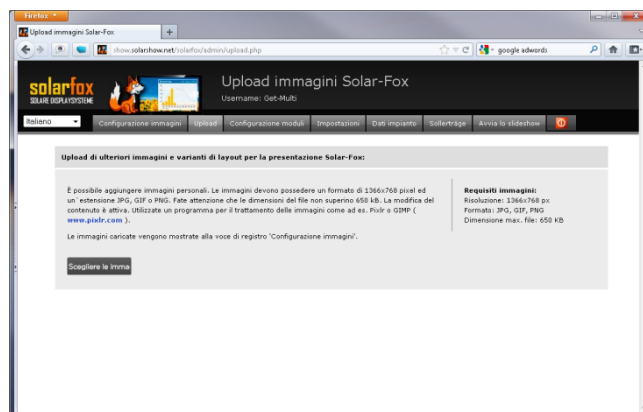 Firefox
Upload immagini Solar-Fox
+
show.solarshow.net/solarfox/admin/upload.php
google adwords
solarfox
SOLARE DISPLAYSYSTEME
Upload immagini Solar-Fox
Username: Get-Multi
Italiano
Configurazione immagini
Upload
Configurazione moduli
Impostazioni
Dati impianto
Sollerträge
Avvia lo slideshow
Upload di ulteriori immagini e varianti di layout per la presentazione Solar-Fox:
È possibile aggiungere immagini personali. Le immagini devono possedere un formato di 1366x768 pixel ed
un´estensione JPG, GIF o PNG. Fate attenzione che le dimensioni del file non superino 650 kB. La modifica del
contenuto è attiva. Utilizzate un programma per il trattamento delle immagini come ad es. Pixlr o GIMP (
www.pixlr.com ).
Le immagini caricate vengono mostrate alla voce di registro 'Configurazione immagini'.
Requisiti immagini:
Risoluzione: 1366x768 px
Formato: JPG, GIF, PNG
Dimensione max. file: 650 KB
Scegliere le imma